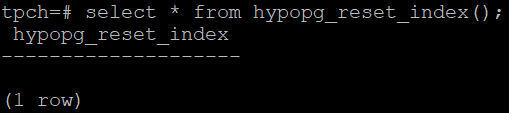 tpch=# select * from hypopg_reset_index();
 hypopg_reset_index
--------------------
(1 row)